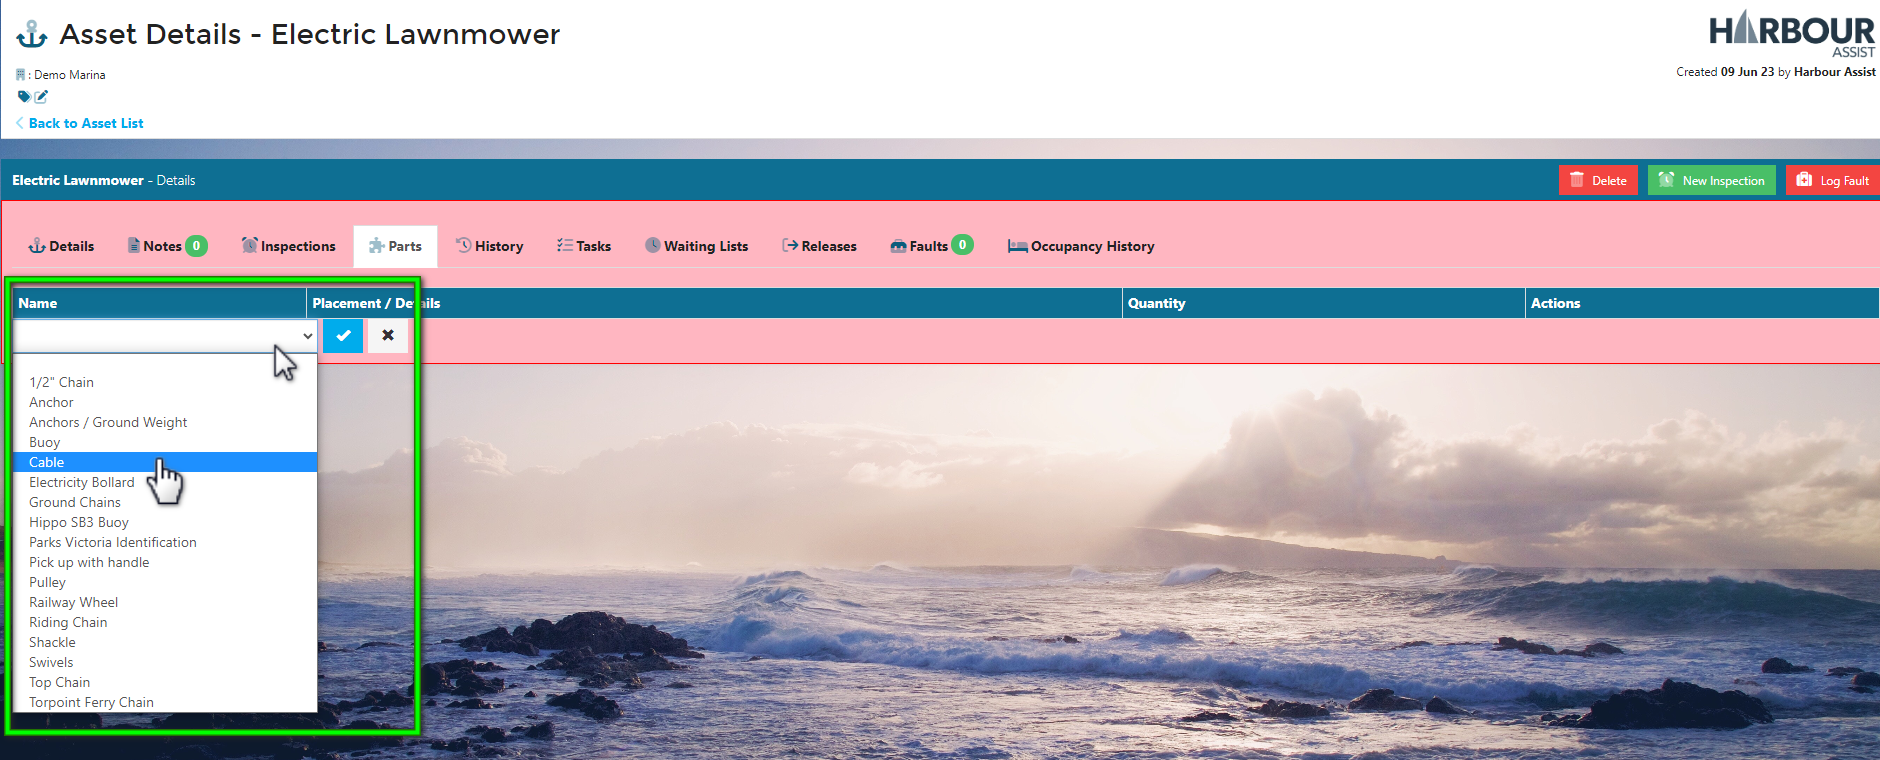 Asset Details - Electric Lawnmower
HARBOUR
ASSIST
: Demo Marina
Created 09 Jun 23 by Harbour Assist
Back to Asset List
Electric Lawnmower - Details
Delete
New Inspection
Log Fault
Details
Notes 0
Inspections
Parts
History
Tasks
Waiting Lists
Releases
Faults 0
Occupancy History
Name
Placement / Details
Quantity
Actions
1/2" Chain
Anchor
Anchors / Ground Weight
Buoy
Cable
Electricity Bollard
Ground Chains
Hippo SB3 Buoy
Parks Victoria Identification
Pick up with handle
Pulley
Railway Wheel
Riding Chain
Shackle
Swivels
Top Chain
Torpoint Ferry Chain